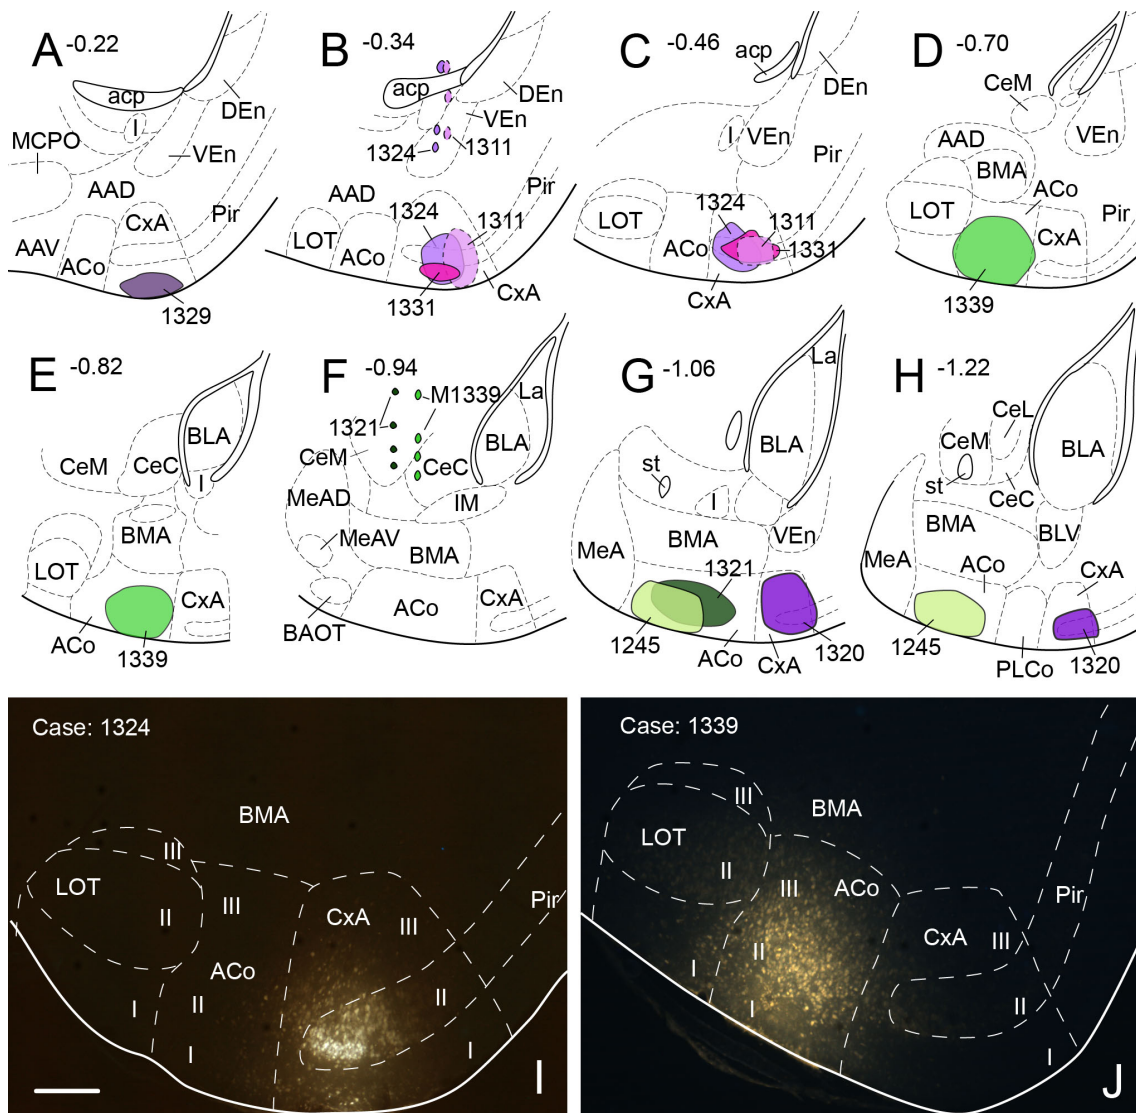 A -0.22
acp
I
DEn
MCPO
VEn
AAD
Pir
CxA
AAV
ACo
1329
B -0.34
acp
DEn
VEn
1324
1311
AAD
Pir
1324
1311
LOT
ACo
1331
CxA
C -0.46
acp
DEn
I
VEn
Pir
1324
LOT
ACo
1311
1331
CxA
D -0.70
CeM
VEn
AAD
BMA
ACo
LOT
Pir
CxA
1339
E -0.82
BLA
CeM
CeC
I
BMA
LOT
CxA
ACo
1339
F -0.94
M1339
La
1321
BLA
CeM
CeC
MeAD
IM
MeAV
BMA
ACo
CxA
BAOT
G -1.06
La
BLA
st
I
BMA
VEn
MeA
1321
1245
ACo
CxA
1320
H -1.22
CeL
CeM
BLA
st
CeC
BMA
BLV
MeA
ACo
CxA
1245
1320
PLCo
Case: 1324
BMA
III
LOT
Pir
II
III
CxA
III
ACo
II
II
I
I
I
I
Case: 1339
III
BMA
LOT
II
III
ACo
Pir
CxA
III
II
I
I
II
I
J